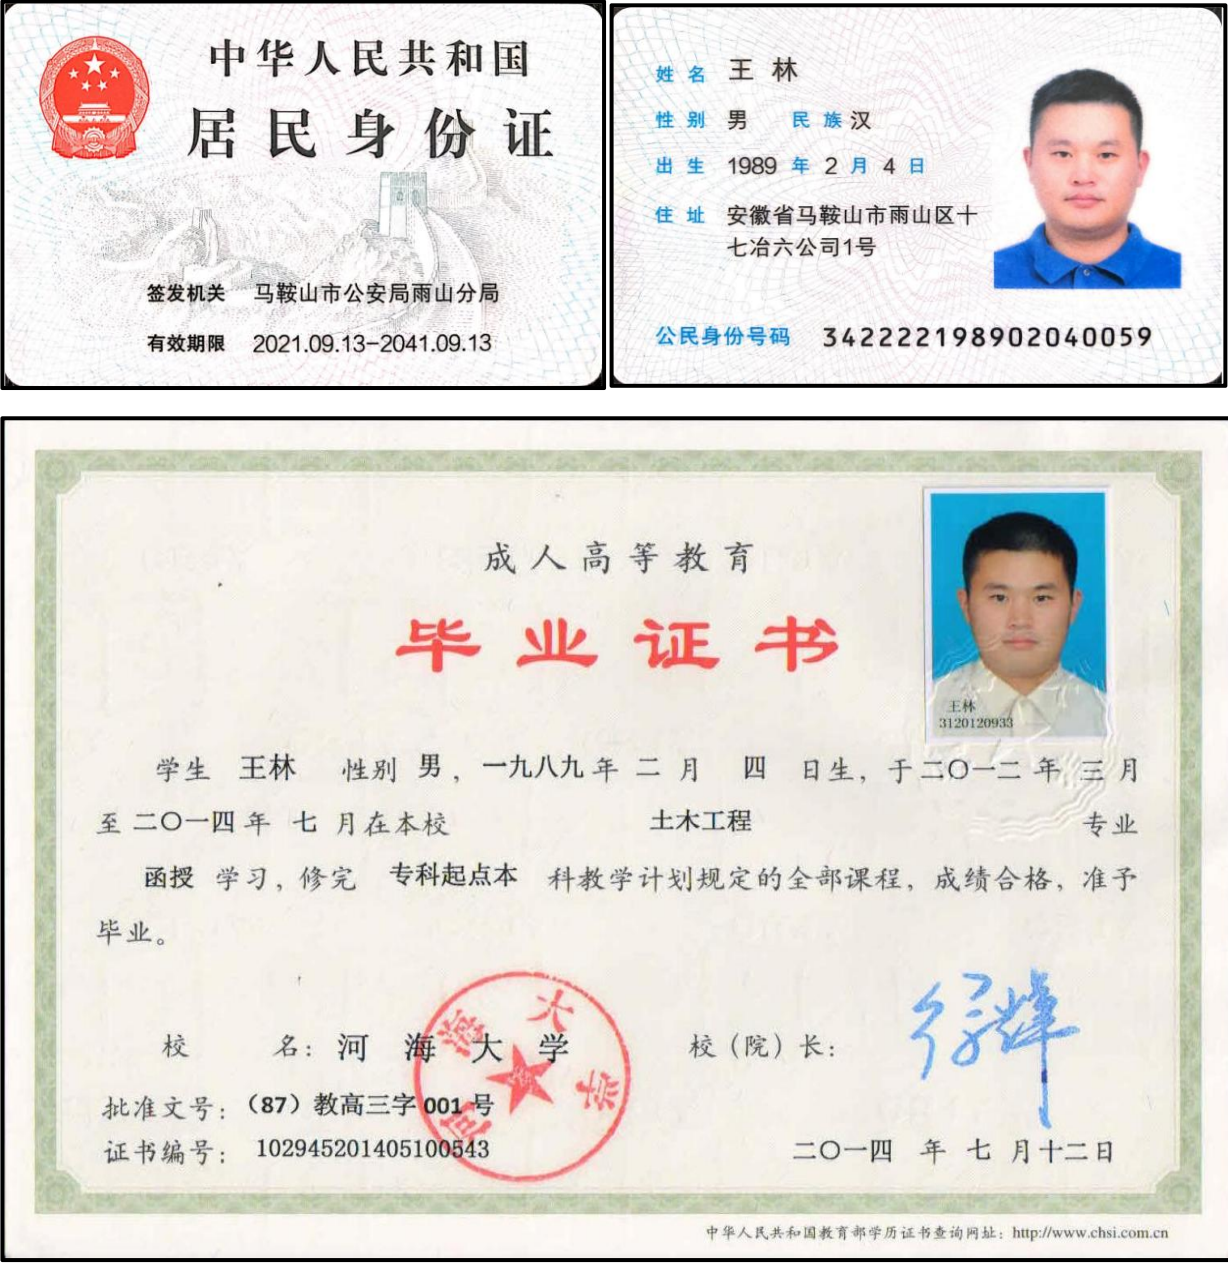 中华人民共和国
居民身份证
签发机关 马鞍山市公安局雨山分局
有效期限 2021.09.13-2041.09.13
姓名 王林
性别 男 民族 汉
出生 1989 年 2 月 4 日
住址 安徽省马鞍山市雨山区十
七冶六公司1号
公民身份号码 342222198902040059
成人高等教育
毕业证书
王林
3120120933
学生 王林 性别 男，一九八九年 二 月 四 日生，于二〇一二年 三月
至二〇一四年 七 月在本校 土木工程 专业
函授 学习，修完 专科起点本 科教学计划规定的全部课程，成绩合格，准予
毕业。
河海大学
校 名：河海大学 校（院）长：
批准文号：（87）教高三字 001 号
证书编号：102945201405100543 二〇一四 年 七 月十二日
中华人民共和国教育部学历证书查询网址：http://www.chsi.com.cn